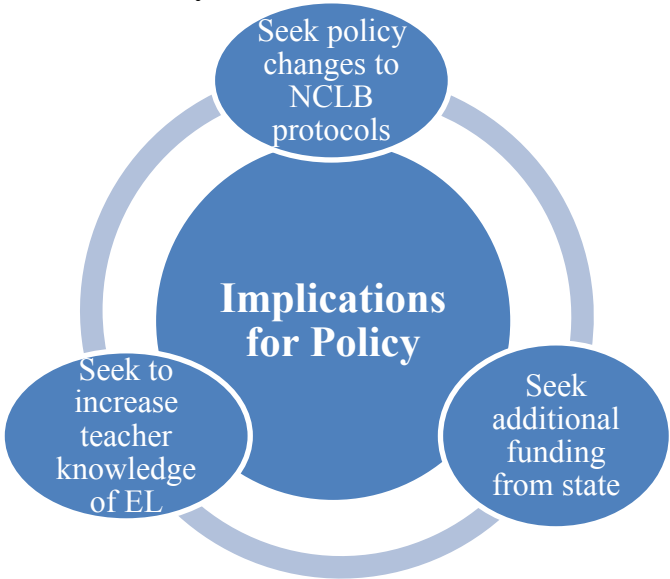 Seek policy
changes to
NCLB
protocols
Implications
for Policy
Seek to
increase
teacher
knowledge
of EL
Seek
additional
funding
from state